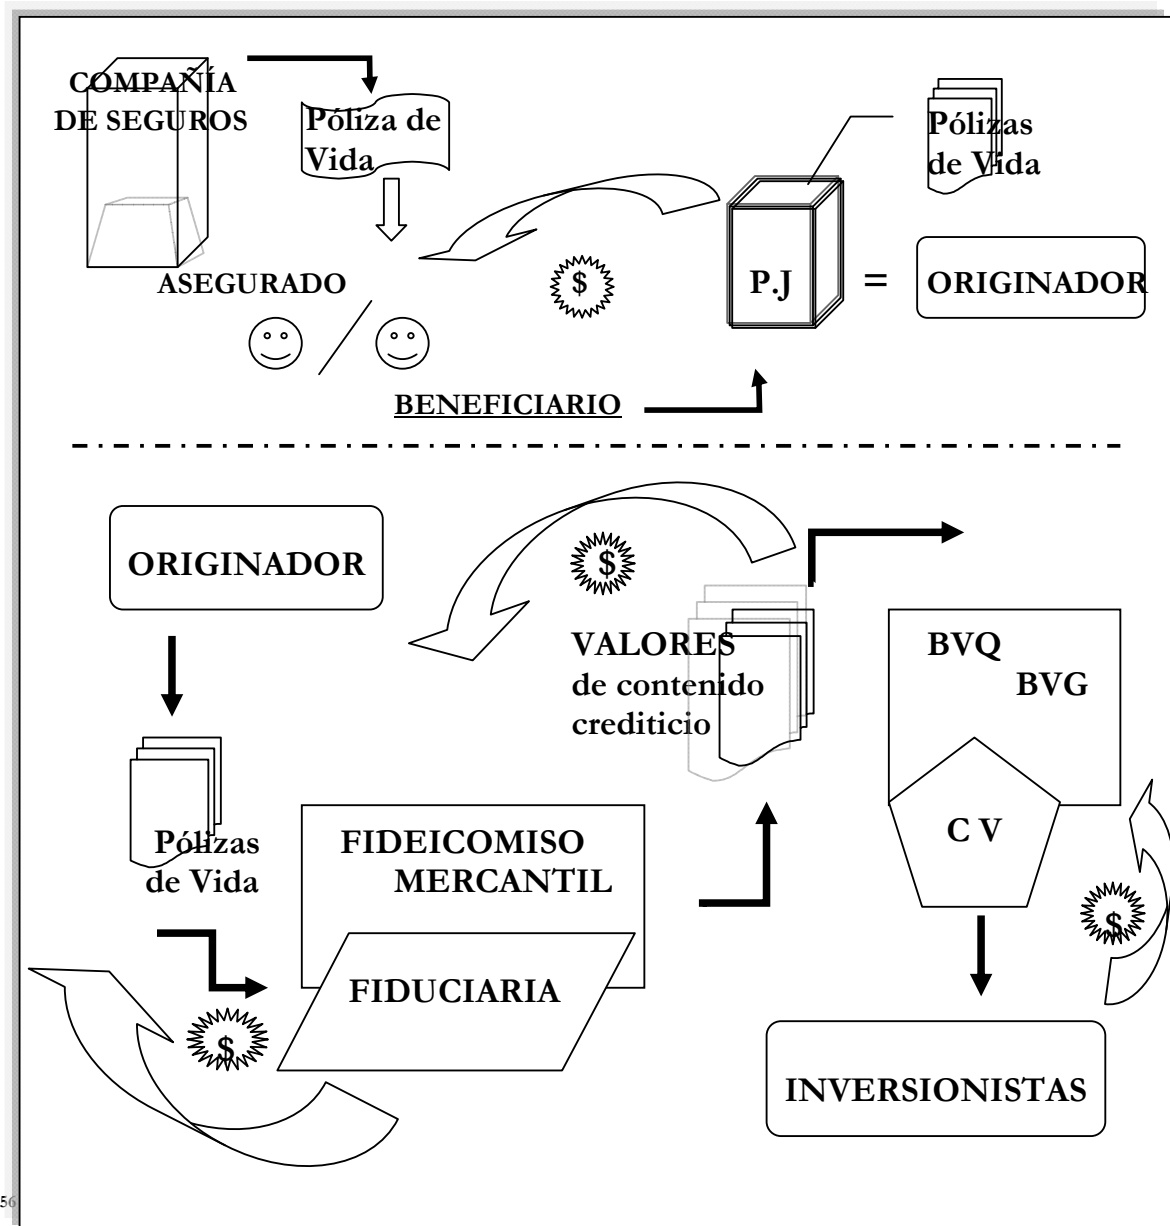 COMPAÑÍA
DE SEGUROS
Póliza de
Vida
Pólizas
de Vida
ASEGURADO
$
P.J
=
ORIGINADOR
BENEFICIARIO
ORIGINADOR
$
VALORES
de contenido
crediticio
BVQ
BVG
C V
Pólizas
de Vida
FIDEICOMISO
MERCANTIL
FIDUCIARIA
$
$
INVERSIONISTAS
56